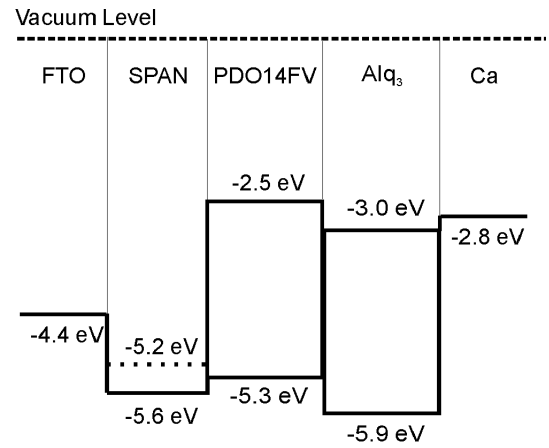 Vacuum Level
FTO SPAN PDO14FV Alq₃ Ca
-2.5 eV
-3.0 eV
-2.8 eV
-4.4 eV
-5.2 eV
-5.6 eV
-5.3 eV
-5.9 eV